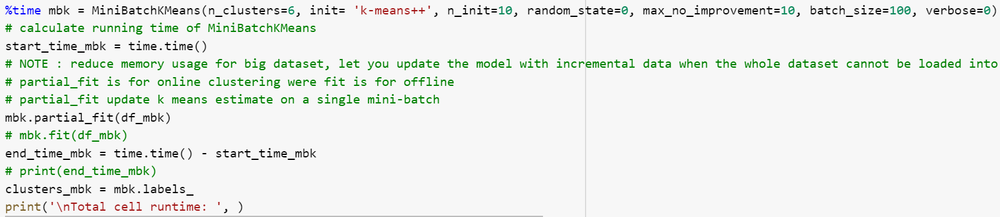 %time mbk = MiniBatchKMeans(n_clusters=6, init= 'k-means++', n_init=10, random_state=0, max_no_improvement=10, batch_size=100, verbose=0)
# calculate running time of MiniBatchKMeans
start_time_mbk = time.time()
# NOTE : reduce memory usage for big dataset, let you update the model with incremental data when the whole dataset cannot be loaded into
# partial_fit is for online clustering were fit is for offline
# partial_fit update k means estimate on a single mini-batch
mbk.partial_fit(df_mbk)
# mbk.fit(df_mbk)
end_time_mbk = time.time() - start_time_mbk
# print(end_time_mbk)
clusters_mbk = mbk.labels_
print('\nTotal cell runtime: ', )